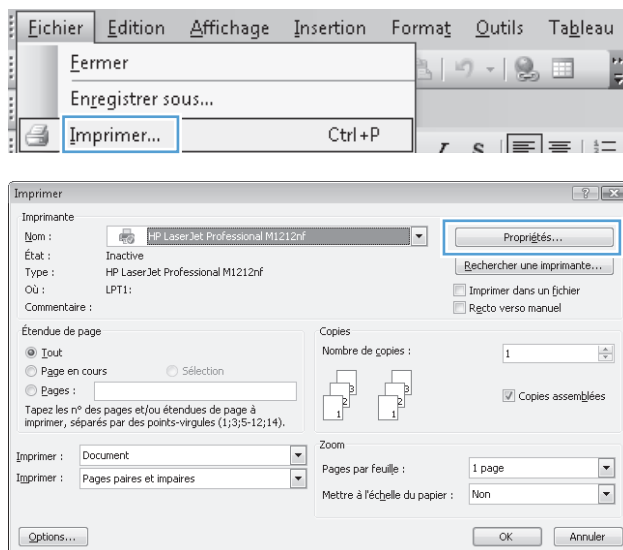 Fichier Edition Affichage Insertion Format Outils Tableau
Fermer
Enregistrer sous...
Imprimer... Ctrl+P
I S
Imprimer
Imprimante
Nom : HP LaserJet Professional M1212nf Propriétés...
État : Inactive
Type : HP LaserJet Professional M1212nf Rechercher une imprimante...
Où : LPT1: Imprimer dans un fichier
Commentaire : Recto verso manuel
Étendue de page Copies
Tout Nombre de copies : 1
Page en cours Sélection
Pages : Copies assemblées
Tapez les n° des pages et/ou étendues de page à
imprimer, séparés par des points-virgules (1;3;5-12;14).
Imprimer : Document Zoom
Pages par feuille : 1 page
Imprimer : Pages paires et impaires
Mettre à l'échelle du papier : Non
Options... OK Annuler